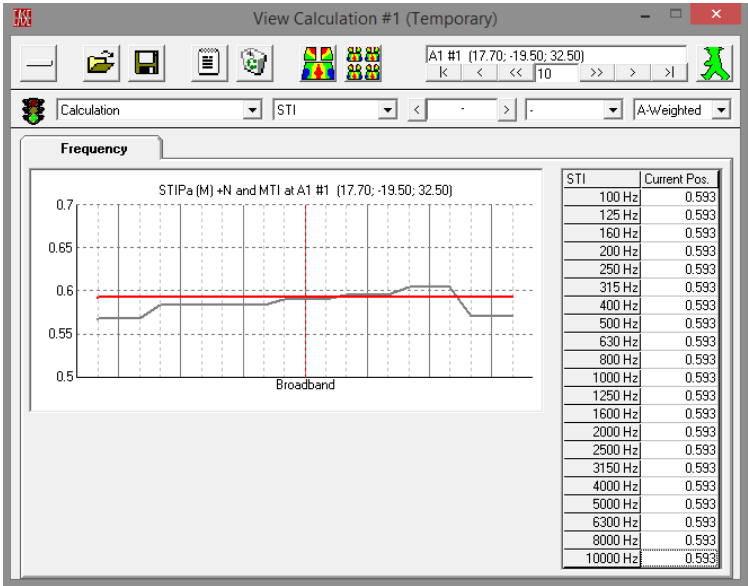 View Calculation #1 (Temporary)
A1 #1 (17.70; -19.50; 32.50)
K < << 10 >> > >|
Calculation STI < - > - A-Weighted
Frequency
STIPa (M) +N and MTI at A1 #1 (17.70; -19.50; 32.50)
0.7
0.65
0.6
0.55
0.5
Broadband
STI Current Pos.
100 Hz 0.593
125 Hz 0.593
160 Hz 0.593
200 Hz 0.593
250 Hz 0.593
315 Hz 0.593
400 Hz 0.593
500 Hz 0.593
630 Hz 0.593
800 Hz 0.593
1000 Hz 0.593
1250 Hz 0.593
1600 Hz 0.593
2000 Hz 0.593
2500 Hz 0.593
3150 Hz 0.593
4000 Hz 0.593
5000 Hz 0.593
6300 Hz 0.593
8000 Hz 0.593
10000 Hz 0.593